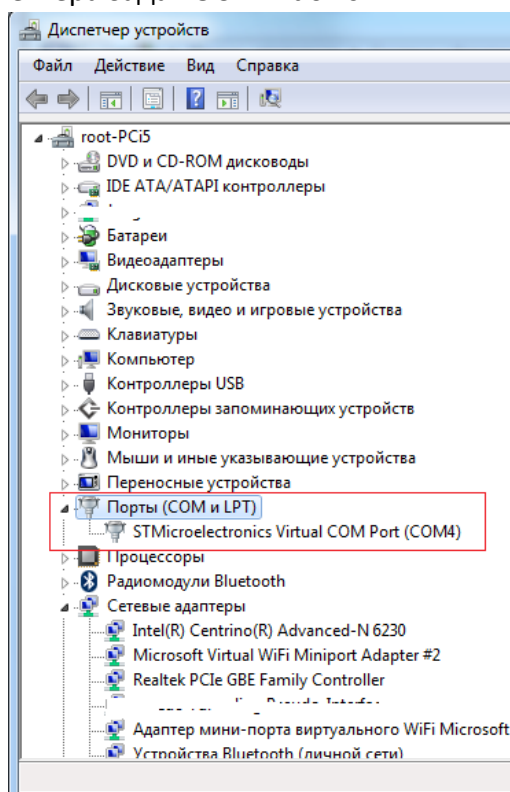 Диспетчер устройств
Файл Действие Вид Справка
root-PCi5
DVD и CD-ROM дисководы
IDE ATA/ATAPI контроллеры
Батареи
Видеоадаптеры
Дисковые устройства
Звуковые, видео и игровые устройства
Клавиатуры
Компьютер
Контроллеры USB
Контроллеры запоминающих устройств
Мониторы
Мыши и иные указывающие устройства
Переносные устройства
Порты (COM и LPT)
STMicroelectronics Virtual COM Port (COM4)
Процессоры
Радиомодули Bluetooth
Сетевые адаптеры
Intel(R) Centrino(R) Advanced-N 6230
Microsoft Virtual WiFi Miniport Adapter #2
Realtek PCIe GBE Family Controller
Адаптер мини-порта виртуального WiFi Microsoft
Устройства Bluetooth (личной сети)